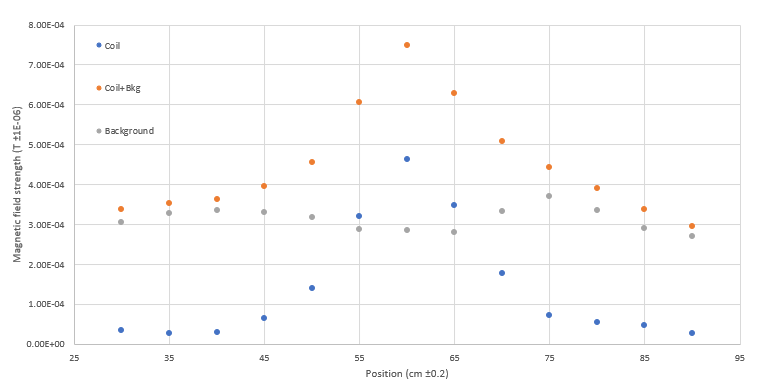 8.00E-04
7.00E-04
6.00E-04
5.00E-04
4.00E-04
3.00E-04
2.00E-04
1.00E-04
0.00E+00
Magnetic field strength (T ±1E-06)
Coil
Coil+Bkg
Background
25 35 45 55 65 75 85 95
Position (cm ±0.2)